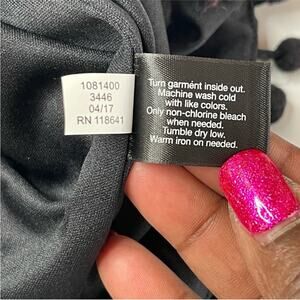 1081400
3446
04/17
RN 118641
Turn garment inside out.
Machine wash cold
with like colors.
Only non-chlorine bleach
when needed.
Tumble dry low.
Warm iron on needed.